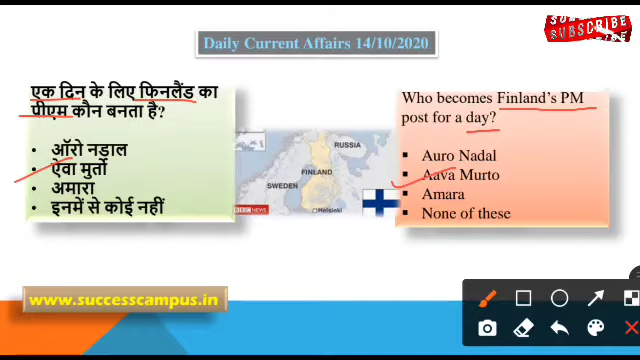 SUBSCRIBE
SUBSCRIBE
Daily Current Affairs 14/10/2020
एक दिन के लिए फिनलैंड का
पीएम कौन बनता है?
• ऑरो नडाल
• ऐवा मुर्तो
• अमारा
• इनमें से कोई नहीं
Who becomes Finland's PM
post for a day?
▪ Auro Nadal
▪ Aava Murto
▪ Amara
▪ None of these
RUSSIA
FINLAND
SWEDEN
Helsinki
BBC NEWS
www.successcampus.in